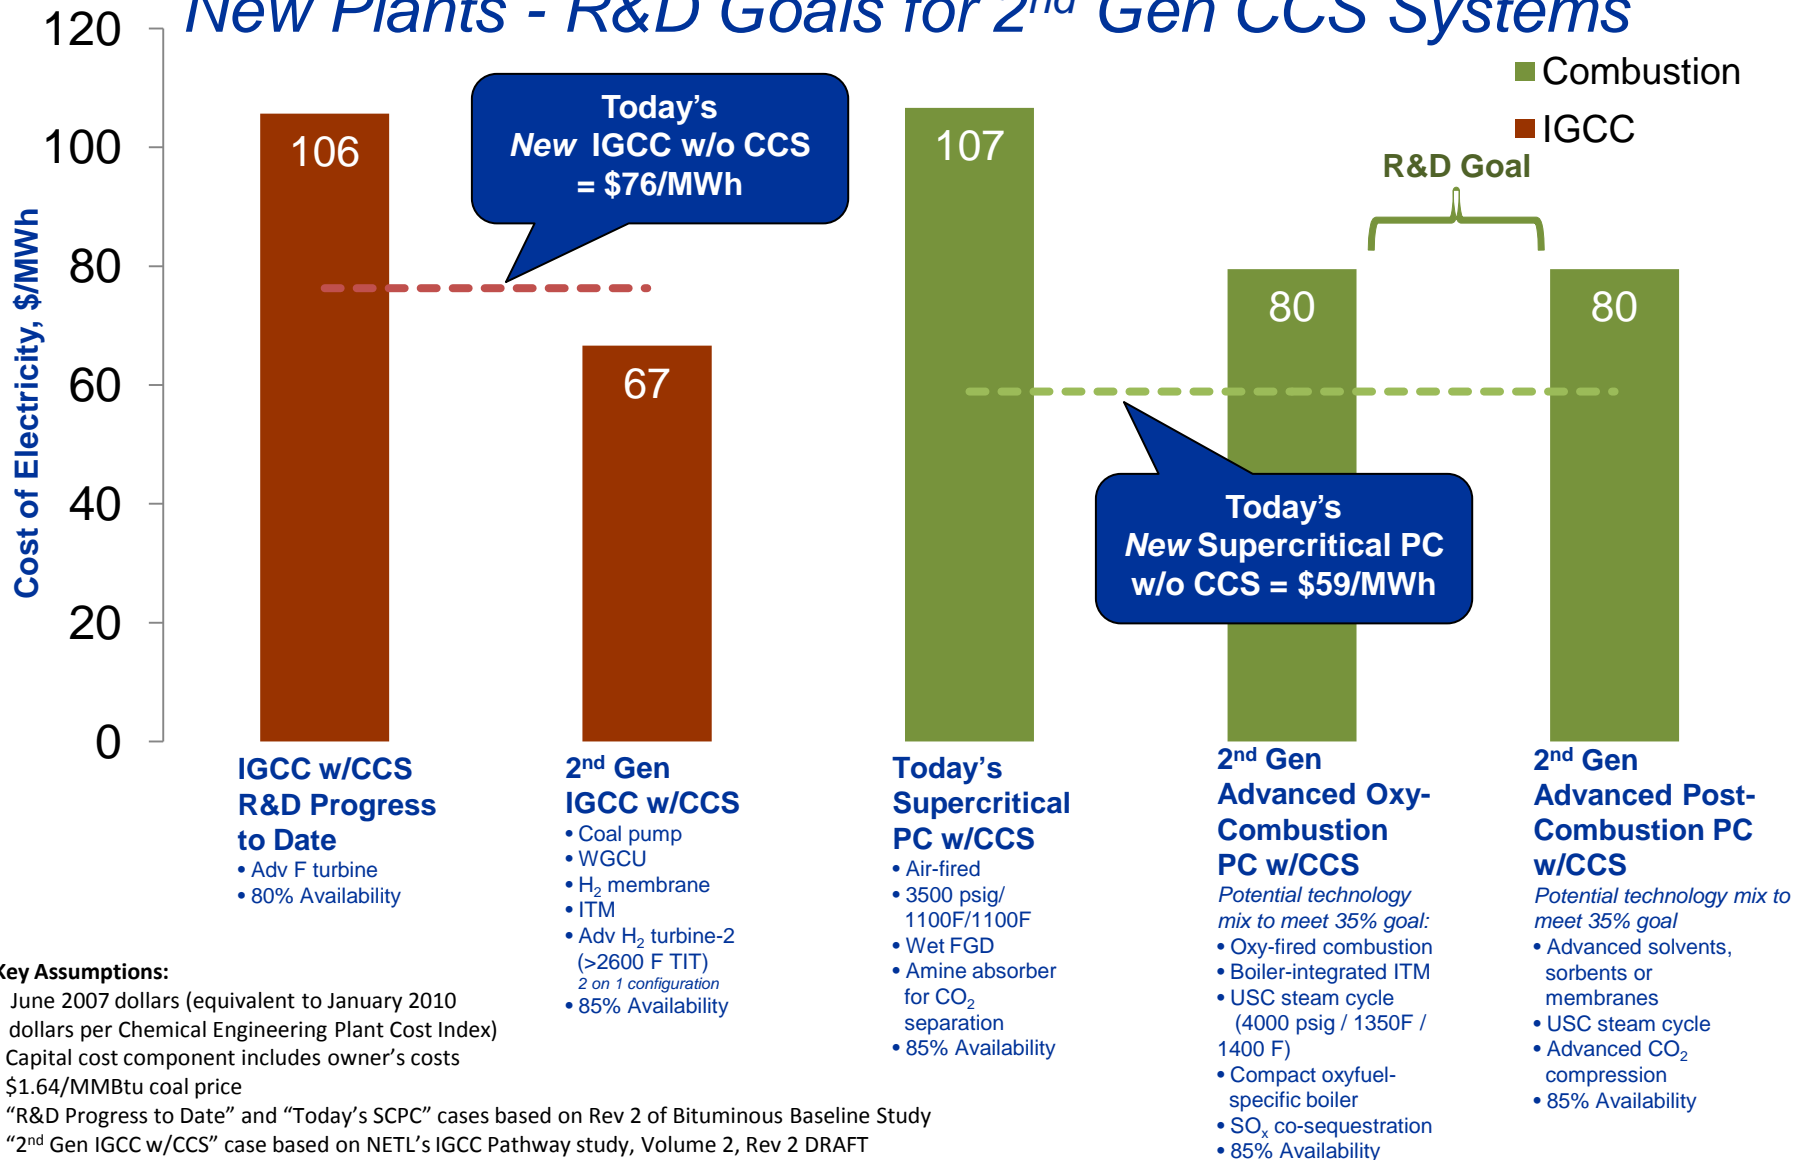 New Plants - R&D Goals for 2nd Gen CCS Systems
120
100
80
60
40
20
0
Cost of Electricity, $/MWh
Combustion
IGCC
R&D Goal
106
67
107
80
80
Today’s
New IGCC w/o CCS
= $76/MWh
Today’s
New Supercritical PC
w/o CCS = $59/MWh
IGCC w/CCS
R&D Progress
to Date
• Adv F turbine
• 80% Availability
2nd Gen
IGCC w/CCS
• Coal pump
• WGCU
• H2 membrane
• ITM
• Adv H2 turbine-2
(>2600 F TIT)
2 on 1 configuration
• 85% Availability
Today’s
Supercritical
PC w/CCS
• Air-fired
• 3500 psig/
1100F/1100F
• Wet FGD
• Amine absorber
for CO2
separation
• 85% Availability
2nd Gen
Advanced Oxy-
Combustion
PC w/CCS
Potential technology
mix to meet 35% goal:
• Oxy-fired combustion
• Boiler-integrated ITM
• USC steam cycle
(4000 psig / 1350F /
1400 F)
• Compact oxyfuel-
specific boiler
• SOx co-sequestration
• 85% Availability
2nd Gen
Advanced Post-
Combustion PC
w/CCS
Potential technology mix to
meet 35% goal
• Advanced solvents,
sorbents or
membranes
• USC steam cycle
• Advanced CO2
compression
• 85% Availability
Key Assumptions:
June 2007 dollars (equivalent to January 2010
dollars per Chemical Engineering Plant Cost Index)
Capital cost component includes owner’s costs
$1.64/MMBtu coal price
“R&D Progress to Date” and “Today’s SCPC” cases based on Rev 2 of Bituminous Baseline Study
“2nd Gen IGCC w/CCS” case based on NETL’s IGCC Pathway study, Volume 2, Rev 2 DRAFT